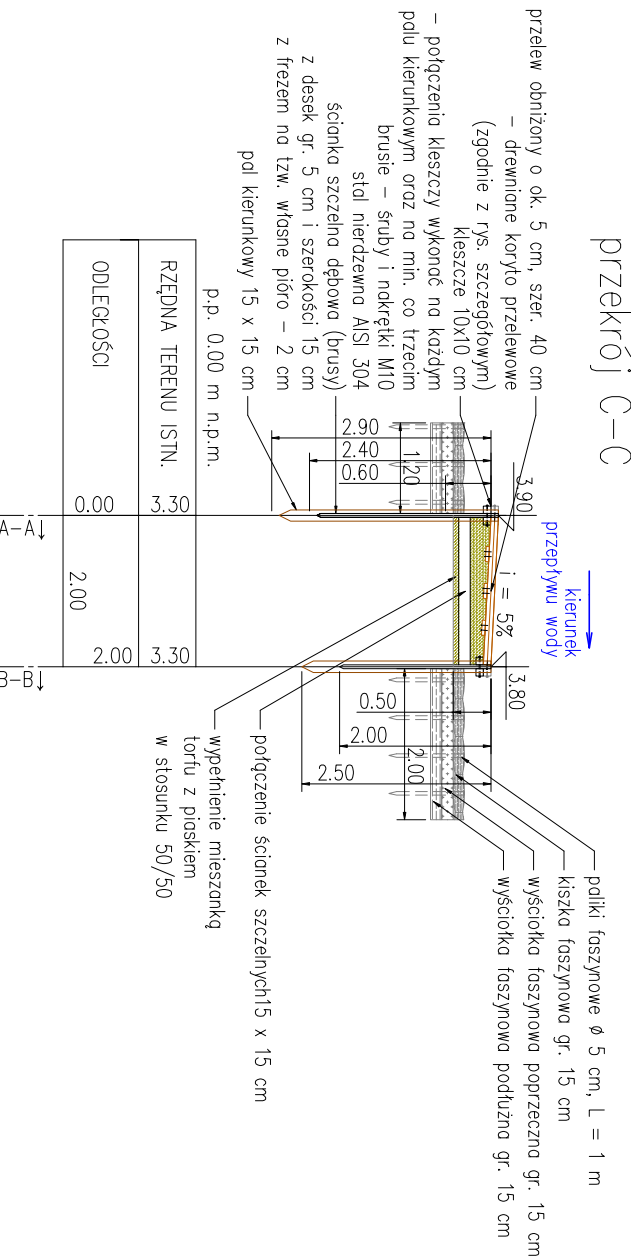 przekrój C-C
przelew obniżony o ok. 5 cm, szer. 40 cm
- drewniane koryto przelewowe
(zgodnie z rys. szczegółowym)
kleszcze 10x10 cm
- połączenia kleszczy wykonać na każdym
palu kierunkowym oraz na min. co trzecim
brusie - śruby i nakrętki M10
stal nierdzewna AISI 304
ścianka szczelna dębowa (brusy)
z desek gr. 5 cm i szerokości 15 cm
z frezem na tzw. własne pióro - 2 cm
pal kierunkowy 15 x 15 cm
kierunek
przepływu wody
3.90
i = 5%
3.80
2.90
2.40
0.60
1.20
0.50
2.00
2.50
2.00
paliki faszynowe ø 5 cm, L = 1 m
kiszka faszynowa gr. 15 cm
wyściółka faszynowa poprzeczna gr. 15 cm
wyściółka faszynowa podłużna gr. 15 cm
połączenie ścianek szczelnych15 x 15 cm
wypełnienie mieszanką
torfu z piaskiem
w stosunku 50/50
p.p. 0.00 m n.p.m.
RZĘDNA TERENU ISTN. 3.30 3.30
ODLEGŁOŚCI 0.00 2.00 2.00
A-A
B-B